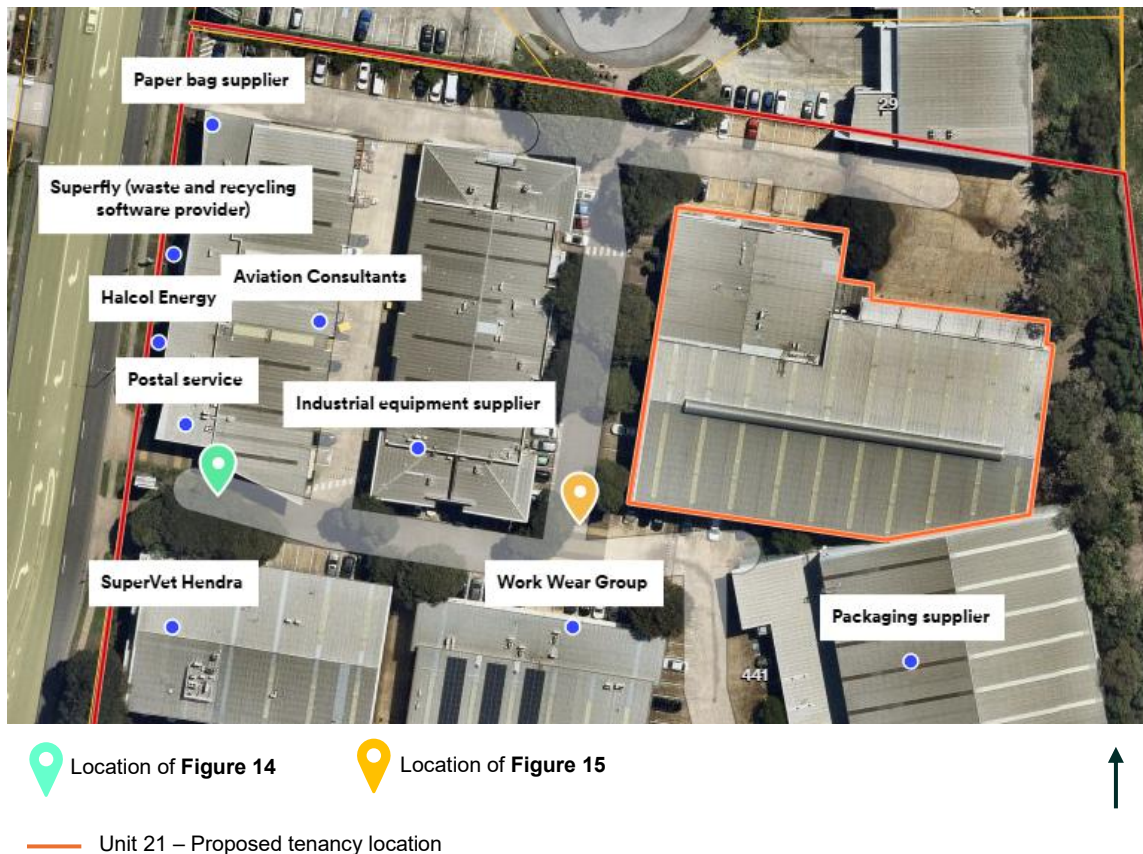 Paper bag supplier
29
Superfly (waste and recycling
software provider)
Aviation Consultants
Halcol Energy
Postal service
Industrial equipment supplier
SuperVet Hendra
Work Wear Group
Packaging supplier
441
Location of Figure 14
Location of Figure 15
Unit 21 – Proposed tenancy location